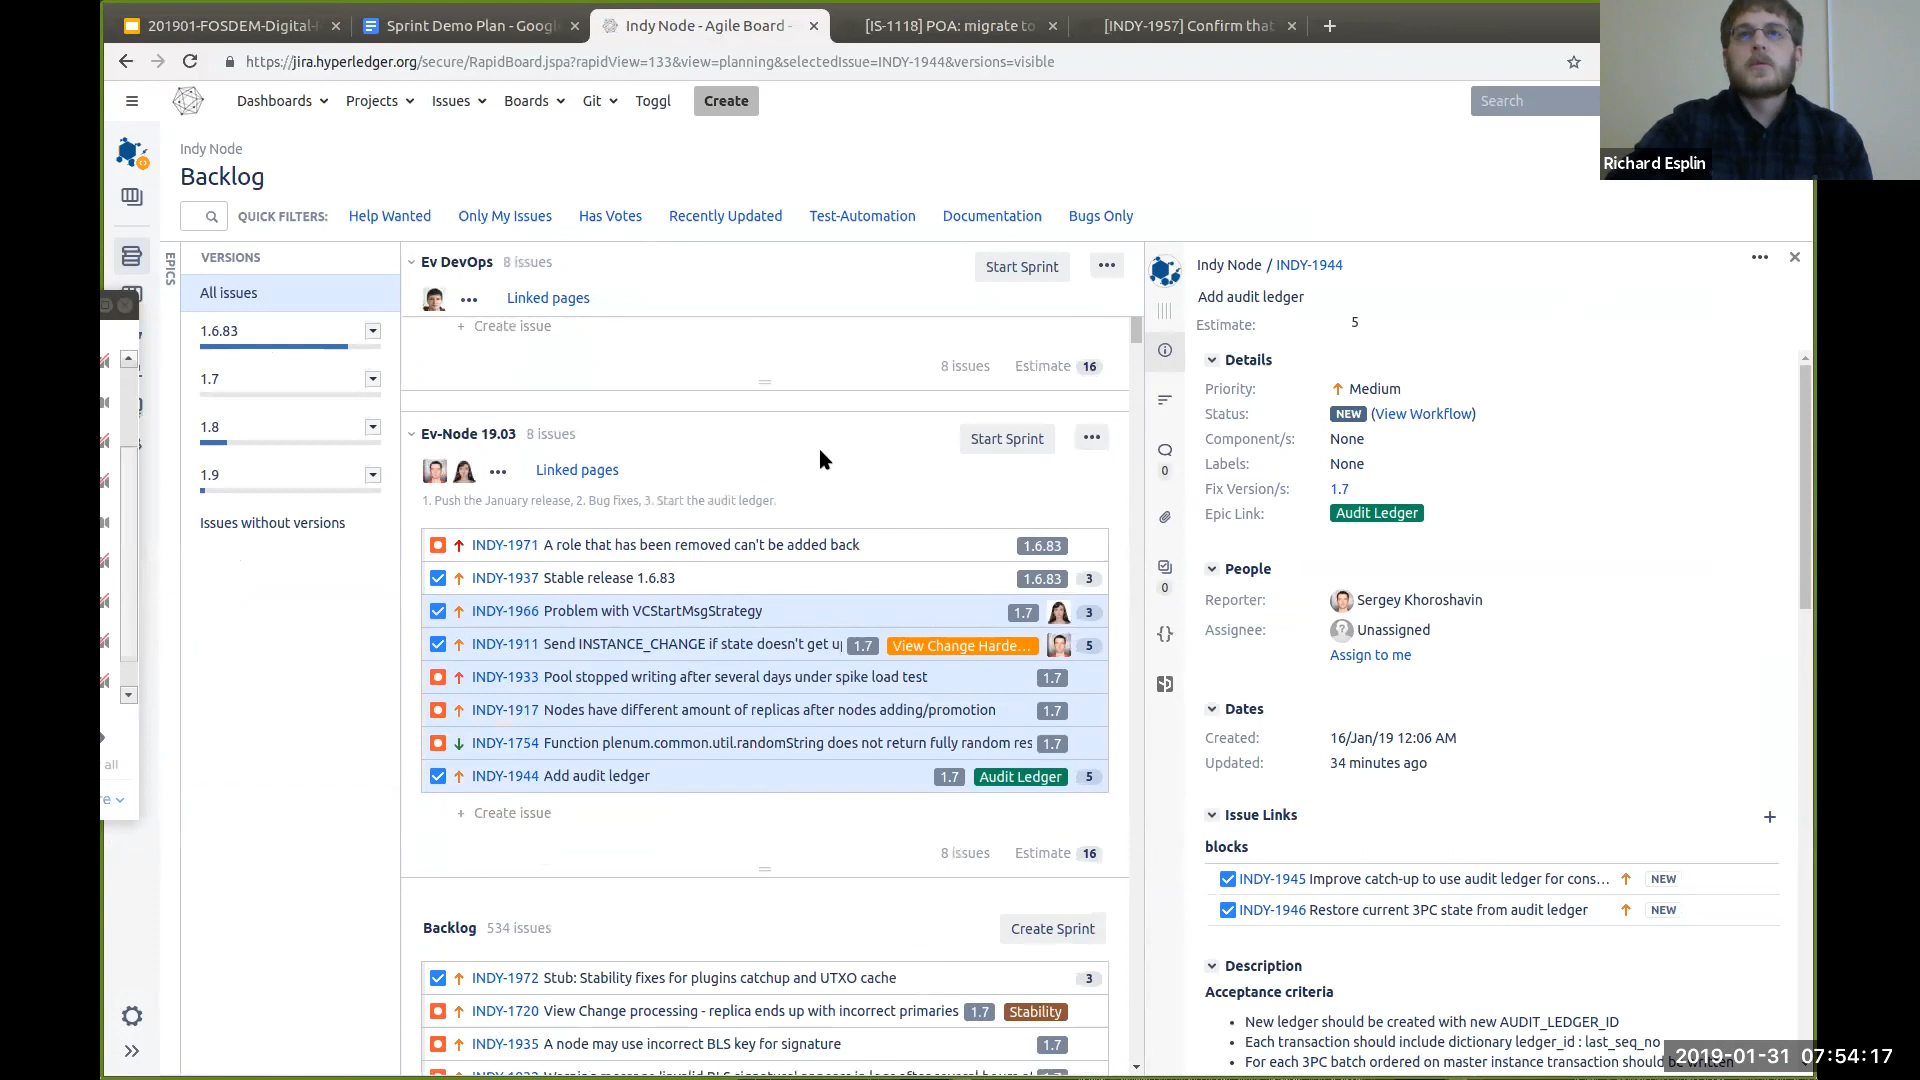 201901-FOSDEM-Digital-
Sprint Demo Plan - Googl
Indy Node - Agile Board -
[IS-1118] POA: migrate to
[INDY-1957] Confirm that
https://jira.hyperledger.org/secure/RapidBoard.jspa?rapidView=133&view=planning&selectedIssue=INDY-1944&versions=visible
Dashboards
Projects
Issues
Boards
Git
Toggl
Create
Search
Richard Esplin
Indy Node
Backlog
QUICK FILTERS:
Help Wanted
Only My Issues
Has Votes
Recently Updated
Test-Automation
Documentation
Bugs Only
EPICS
VERSIONS
All issues
1.6.83
1.7
1.8
1.9
Issues without versions
all
re
Ev DevOps 8 issues
Start Sprint
Linked pages
+ Create issue
8 issues Estimate 16
Ev-Node 19.03 8 issues
Start Sprint
Linked pages
1. Push the January release, 2. Bug fixes, 3. Start the audit ledger.
INDY-1971 A role that has been removed can't be added back 1.6.83
INDY-1937 Stable release 1.6.83 1.6.83 3
INDY-1966 Problem with VCStartMsgStrategy 1.7 3
INDY-1911 Send INSTANCE_CHANGE if state doesn't get u 1.7 View Change Harde... 5
INDY-1933 Pool stopped writing after several days under spike load test 1.7
INDY-1917 Nodes have different amount of replicas after nodes adding/promotion 1.7
INDY-1754 Function plenum.common.util.randomString does not return fully random res 1.7
INDY-1944 Add audit ledger 1.7 Audit Ledger 5
+ Create issue
8 issues Estimate 16
Backlog 534 issues
Create Sprint
INDY-1972 Stub: Stability fixes for plugins catchup and UTXO cache 3
INDY-1720 View Change processing - replica ends up with incorrect primaries 1.7 Stability
INDY-1935 A node may use incorrect BLS key for signature 1.7
Indy Node / INDY-1944
Add audit ledger
Estimate: 5
Details
Priority: Medium
Status: NEW (View Workflow)
Component/s: None
Labels: None
Fix Version/s: 1.7
Epic Link: Audit Ledger
People
Reporter: Sergey Khoroshavin
Assignee: Unassigned
Assign to me
Dates
Created: 16/Jan/19 12:06 AM
Updated: 34 minutes ago
Issue Links
blocks
INDY-1945 Improve catch-up to use audit ledger for cons... NEW
INDY-1946 Restore current 3PC state from audit ledger NEW
0
0
Description
Acceptance criteria
• New ledger should be created with new AUDIT_LEDGER_ID
• Each transaction should include dictionary ledger_id : last_seq_no
• For each 3PC batch ordered on master instance transaction should be written
2019-01-31 07:54:17